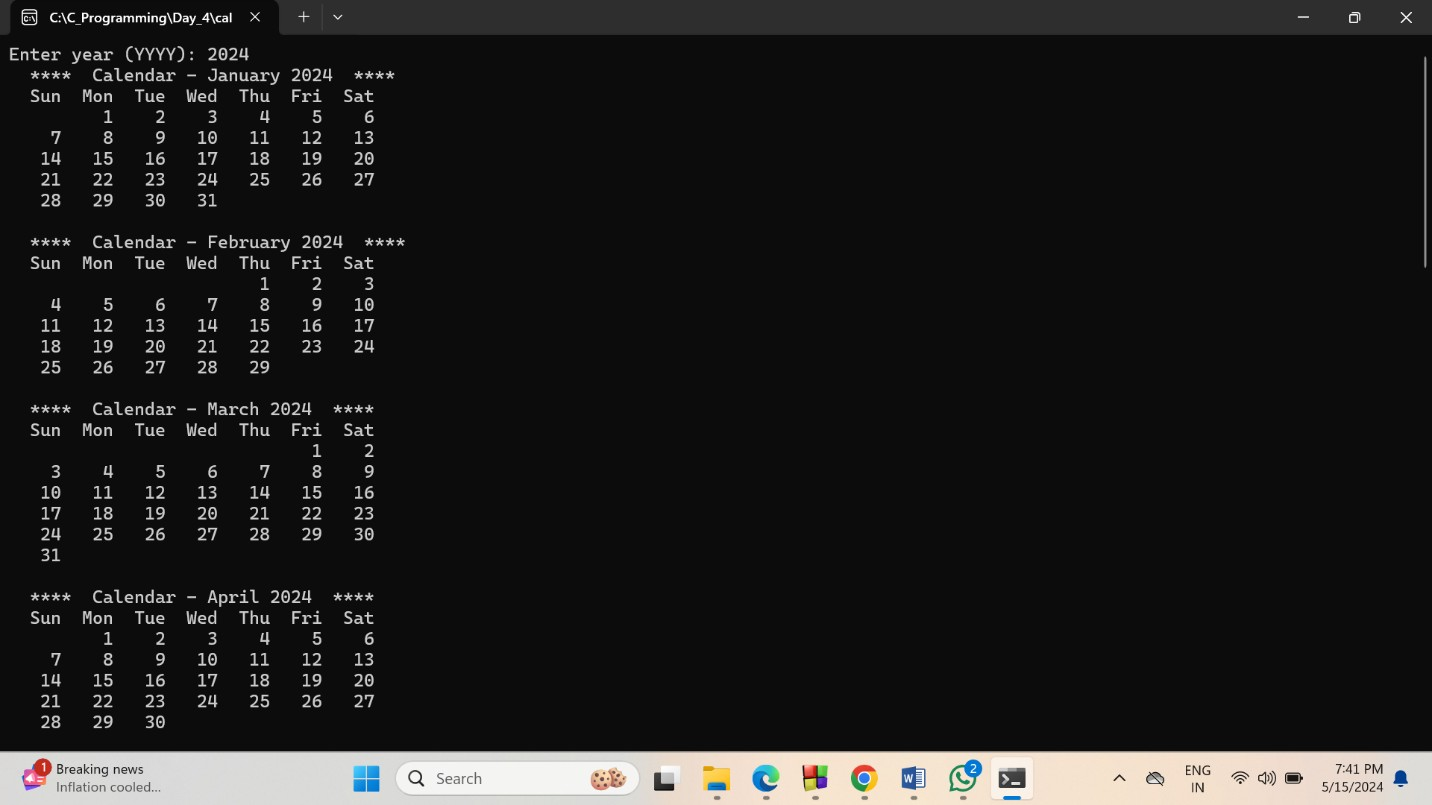 C:\C_Programming\Day_4\cal
Enter year (YYYY): 2024
**** Calendar - January 2024 ****
Sun Mon Tue Wed Thu Fri Sat
1 2 3 4 5 6
7 8 9 10 11 12 13
14 15 16 17 18 19 20
21 22 23 24 25 26 27
28 29 30 31
**** Calendar - February 2024 ****
Sun Mon Tue Wed Thu Fri Sat
1 2 3
4 5 6 7 8 9 10
11 12 13 14 15 16 17
18 19 20 21 22 23 24
25 26 27 28 29
**** Calendar - March 2024 ****
Sun Mon Tue Wed Thu Fri Sat
1 2
3 4 5 6 7 8 9
10 11 12 13 14 15 16
17 18 19 20 21 22 23
24 25 26 27 28 29 30
31
**** Calendar - April 2024 ****
Sun Mon Tue Wed Thu Fri Sat
1 2 3 4 5 6
7 8 9 10 11 12 13
14 15 16 17 18 19 20
21 22 23 24 25 26 27
28 29 30
1
Breaking news
Inflation cooled...
Search
2
ENG
IN
7:41 PM
5/15/2024